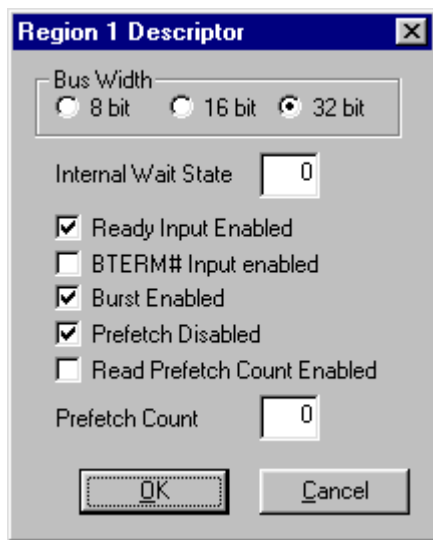 Region 1 Descriptor
Bus Width
8 bit 16 bit 32 bit
Internal Wait State 0
Ready Input Enabled
BTERM# Input enabled
Burst Enabled
Prefetch Disabled
Read Prefetch Count Enabled
Prefetch Count 0
OK Cancel